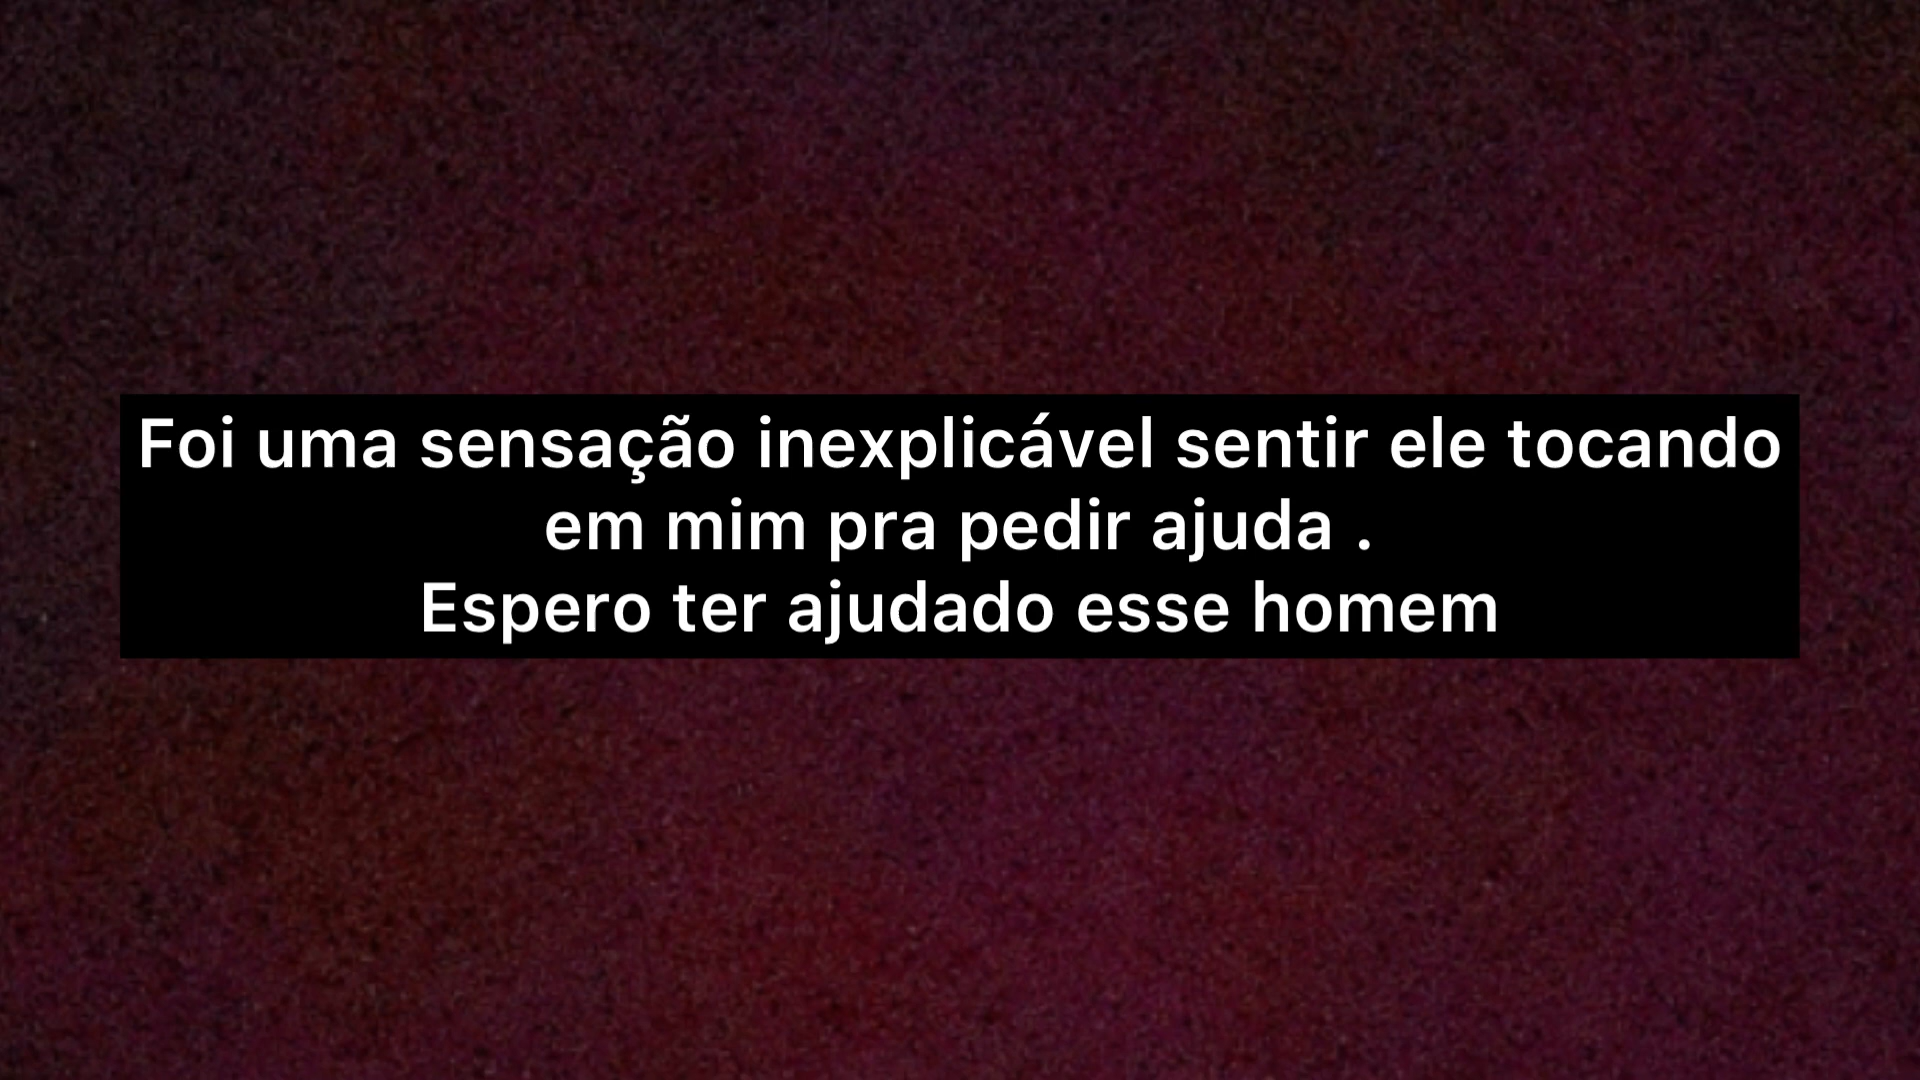 Foi uma sensação inexplicável sentir ele tocando
em mim pra pedir ajuda .
Espero ter ajudado esse homem